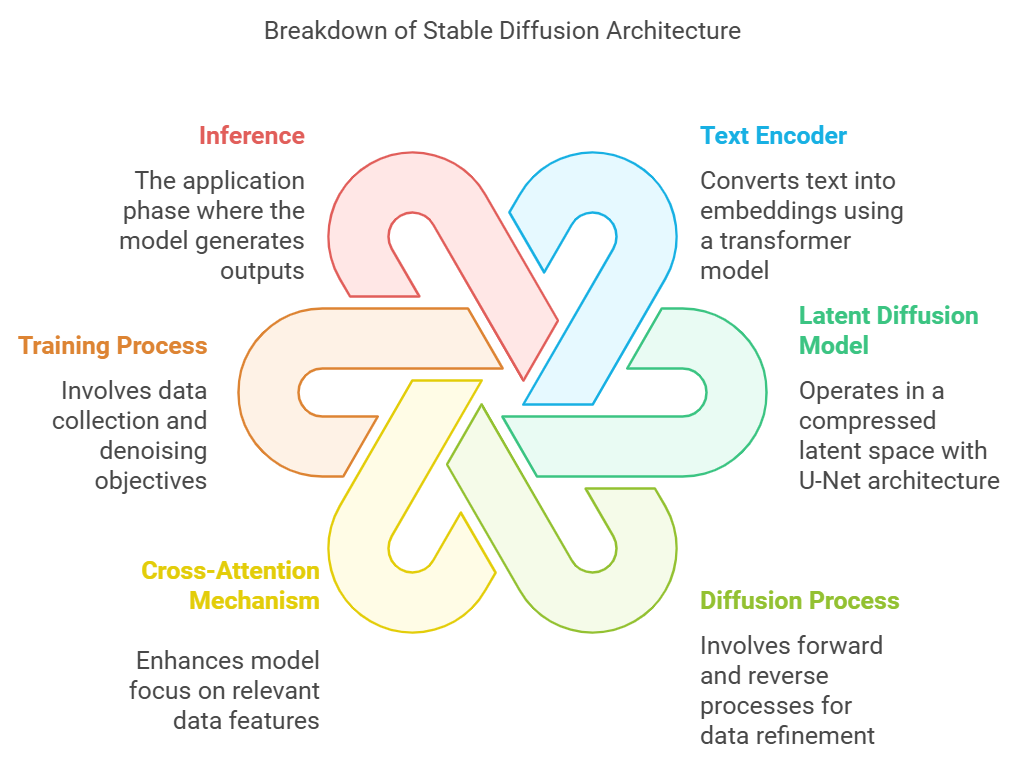 Breakdown of Stable Diffusion Architecture
Inference
The application
phase where the
model generates
outputs
Text Encoder
Converts text into
embeddings using
a transformer
model
Training Process
Involves data
collection and
denoising
objectives
Latent Diffusion
Model
Operates in a
compressed
latent space with
U-Net architecture
Cross-Attention
Mechanism
Enhances model
focus on relevant
data features
Diffusion Process
Involves forward
and reverse
processes for
data refinement